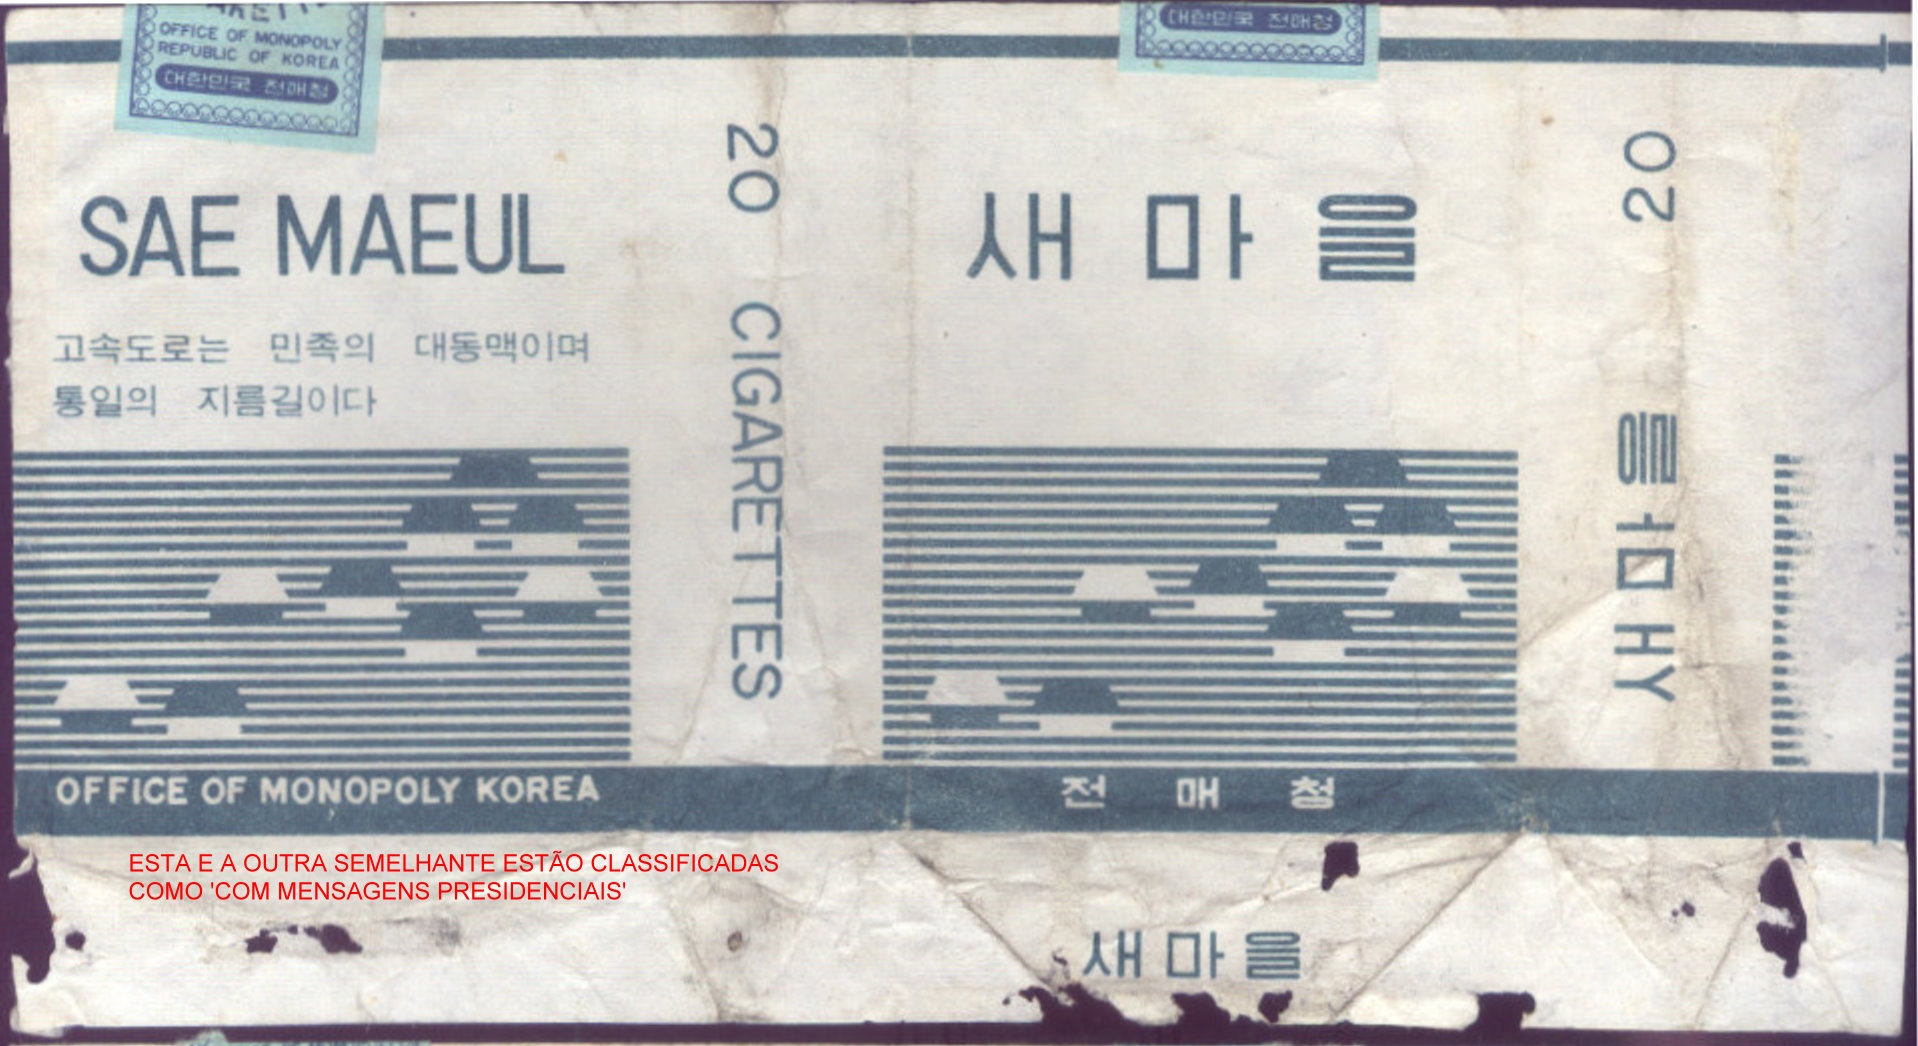 OFFICE OF MONOPOLY
REPUBLIC OF KOREA
대한민국 전매청
대한민국 전매청
SAE MAEUL
고속도로는 민족의 대동맥이며
통일의 지름길이다
OFFICE OF MONOPOLY KOREA
20 CIGARETTES
새마을
전매청
20 새마을
ESTA E A OUTRA SEMELHANTE ESTÃO CLASSIFICADAS
COMO 'COM MENSAGENS PRESIDENCIAIS'
새마을